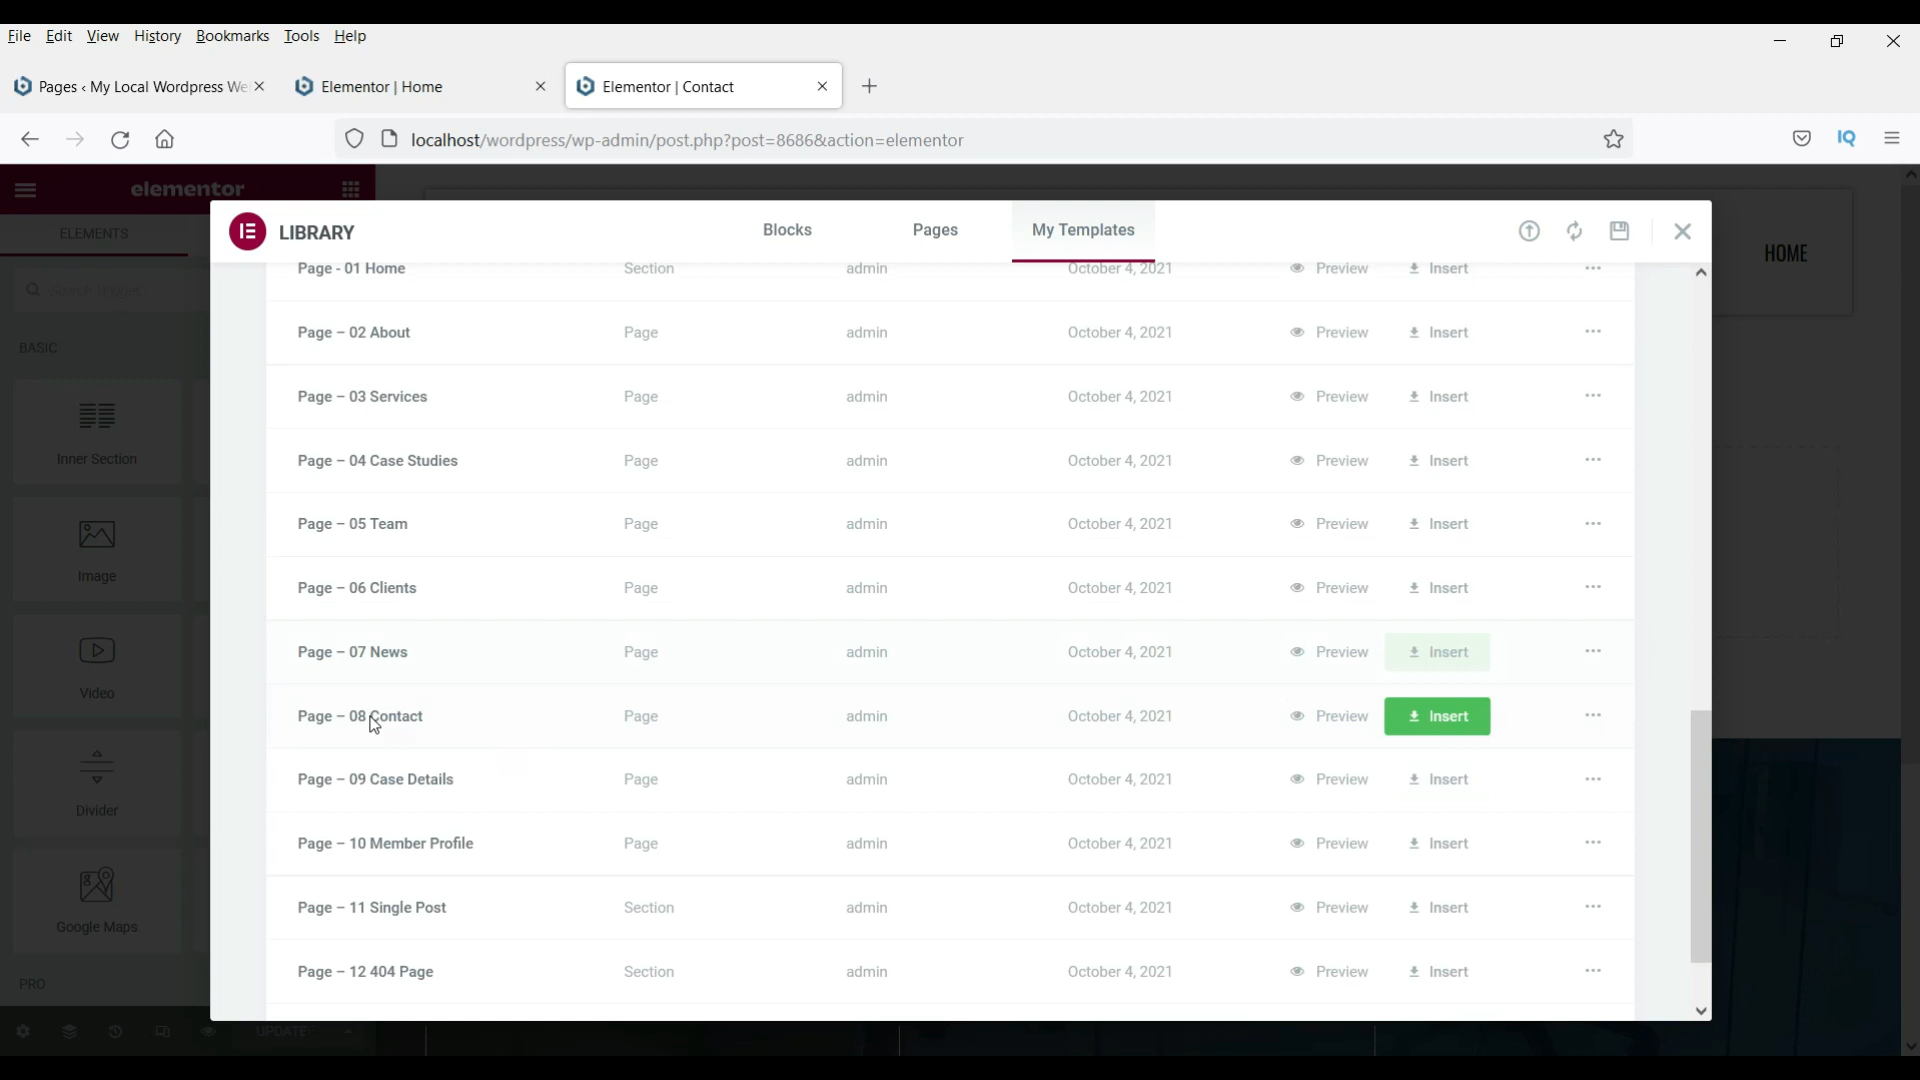 File Edit View History Bookmarks Tools Help
Pages ‹ My Local Wordpress We
Elementor | Home
Elementor | Contact
localhost/wordpress/wp-admin/post.php?post=8686&action=elementor
IQ
elementor
ELEMENTS
LIBRARY
Blocks Pages My Templates
HOME
Search Widget...
BASIC
Inner Section
Image
Video
Divider
Google Maps
PRO
UPDATE
Page - 01 Home Section admin October 4, 2021 Preview Insert
Page – 02 About Page admin October 4, 2021 Preview Insert
Page – 03 Services Page admin October 4, 2021 Preview Insert
Page – 04 Case Studies Page admin October 4, 2021 Preview Insert
Page – 05 Team Page admin October 4, 2021 Preview Insert
Page – 06 Clients Page admin October 4, 2021 Preview Insert
Page – 07 News Page admin October 4, 2021 Preview Insert
Page – 08 Contact Page admin October 4, 2021 Preview Insert
Page – 09 Case Details Page admin October 4, 2021 Preview Insert
Page – 10 Member Profile Page admin October 4, 2021 Preview Insert
Page – 11 Single Post Section admin October 4, 2021 Preview Insert
Page – 12 404 Page Section admin October 4, 2021 Preview Insert